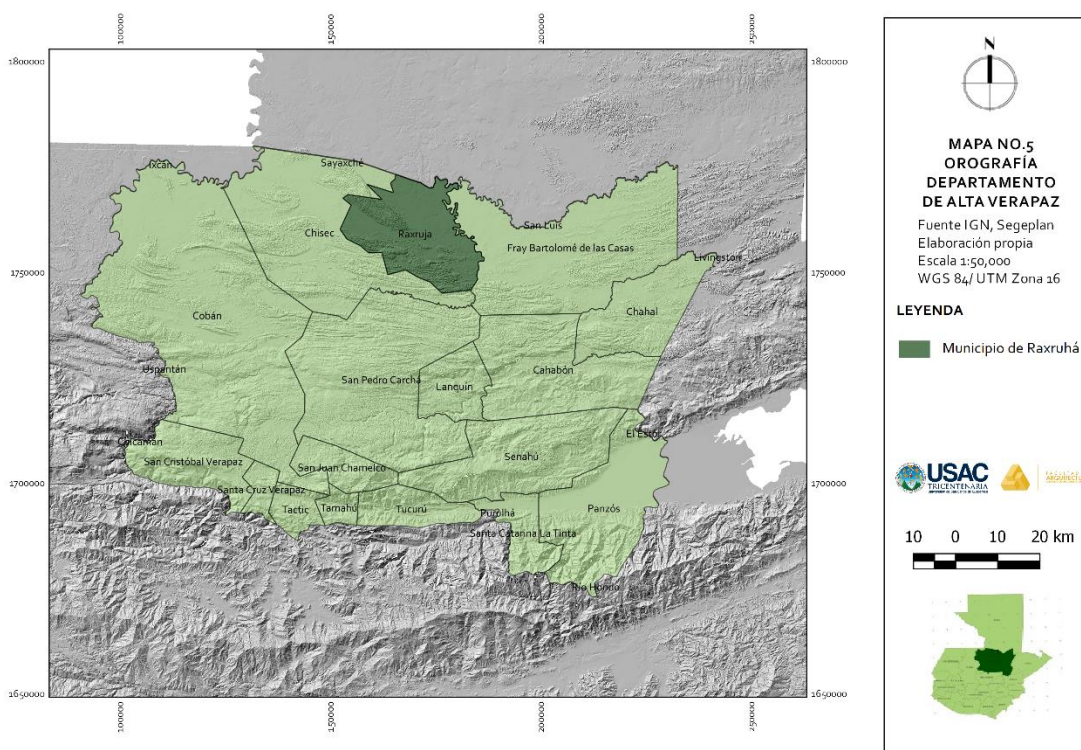 100000
150000
200000
250000
1800000
1800000
Ixcán
Sayaxché
San Luis
Chisec
Raxruja
Fray Bartolomé de las Casas
Livingston
1750000
1750000
Cobán
Chahal
Uspantán
San Pedro Carchá
Lanquín
Cahabón
Chicamán
El Estor
San Cristóbal Verapaz
San Juan Chamelco
Senahú
1700000
1700000
Santa Cruz Verapaz
Tactic
Tamahú
Tucurú
Purulhá
Panzós
Santa Catarina La Tinta
Río Hondo
1650000
1650000
100000
150000
200000
250000
N
MAPA NO.5
OROGRAFÍA
DEPARTAMENTO
DE ALTA VERAPAZ
Fuente IGN, Segeplan
Elaboración propia
Escala 1:50,000
WGS 84/ UTM Zona 16
LEYENDA
Municipio de Raxruhá
USAC
TRICENTENARIA
ARQUITECTU
10 0 10 20 km